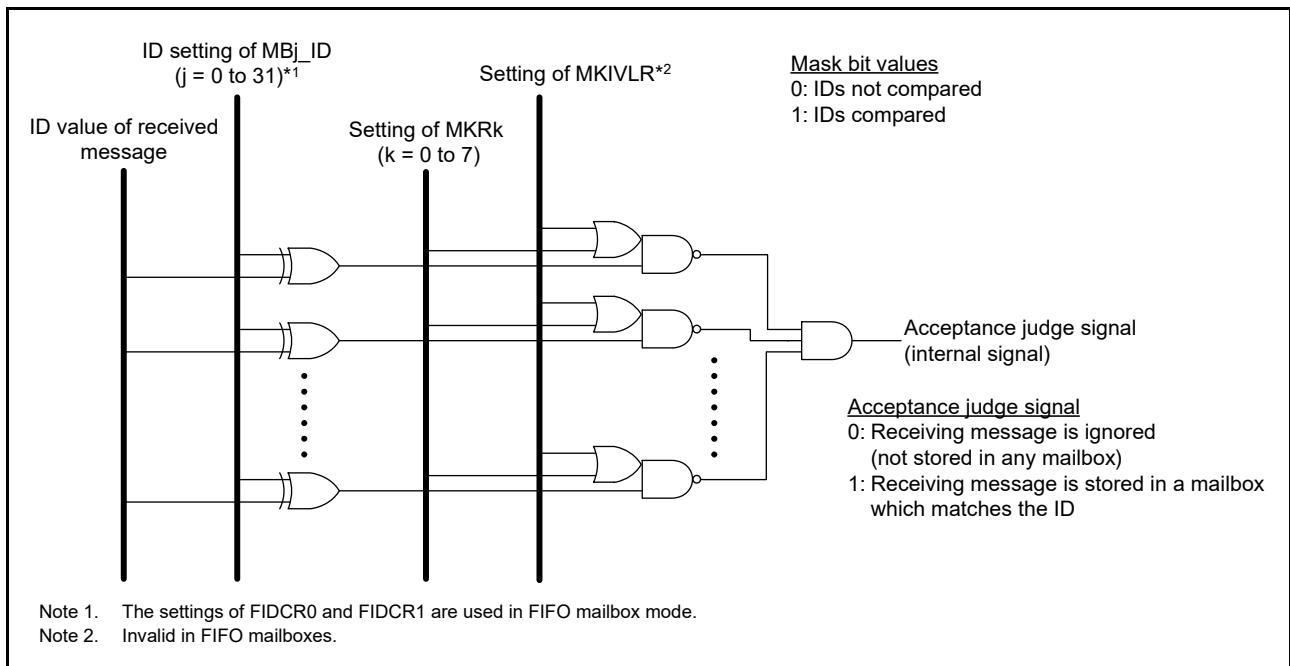 ID setting of MBj_ID
(j = 0 to 31)*1
Setting of MKIVLR*2
Mask bit values
0: IDs not compared
1: IDs compared
ID value of received
message
Setting of MKRk
(k = 0 to 7)
Acceptance judge signal
(internal signal)
Acceptance judge signal
0: Receiving message is ignored
(not stored in any mailbox)
1: Receiving message is stored in a mailbox
which matches the ID
Note 1. The settings of FIDCR0 and FIDCR1 are used in FIFO mailbox mode.
Note 2. Invalid in FIFO mailboxes.